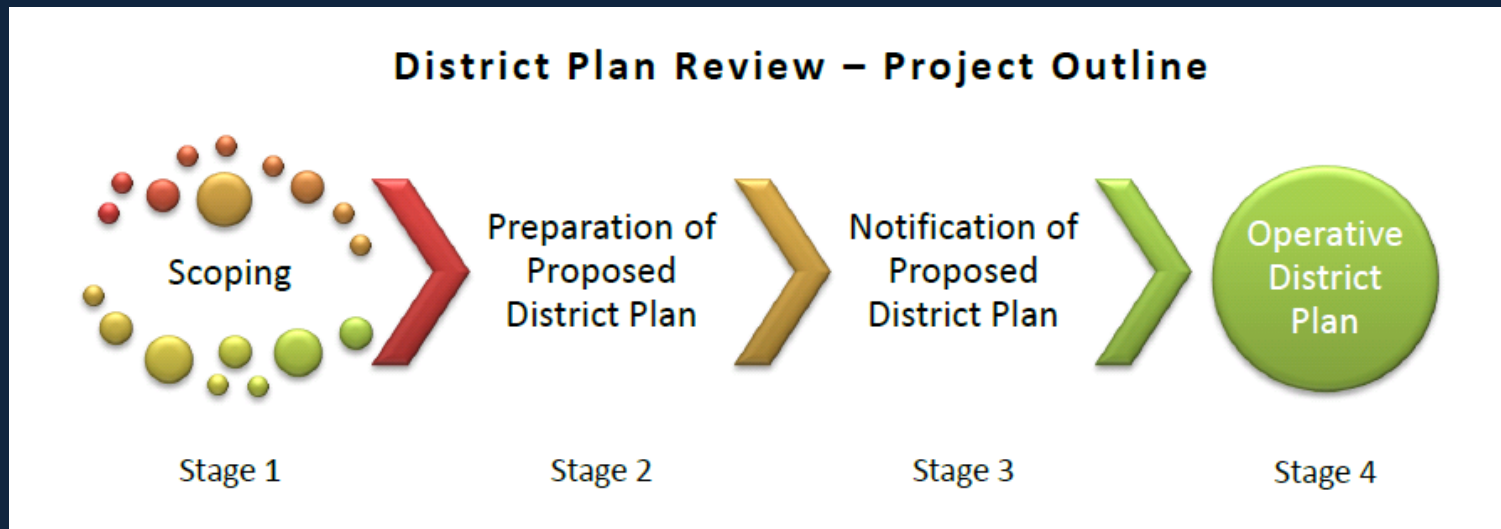 District Plan Review – Project Outline
Scoping
Preparation of
Proposed
District Plan
Notification of
Proposed
District Plan
Operative
District
Plan
Stage 1
Stage 2
Stage 3
Stage 4